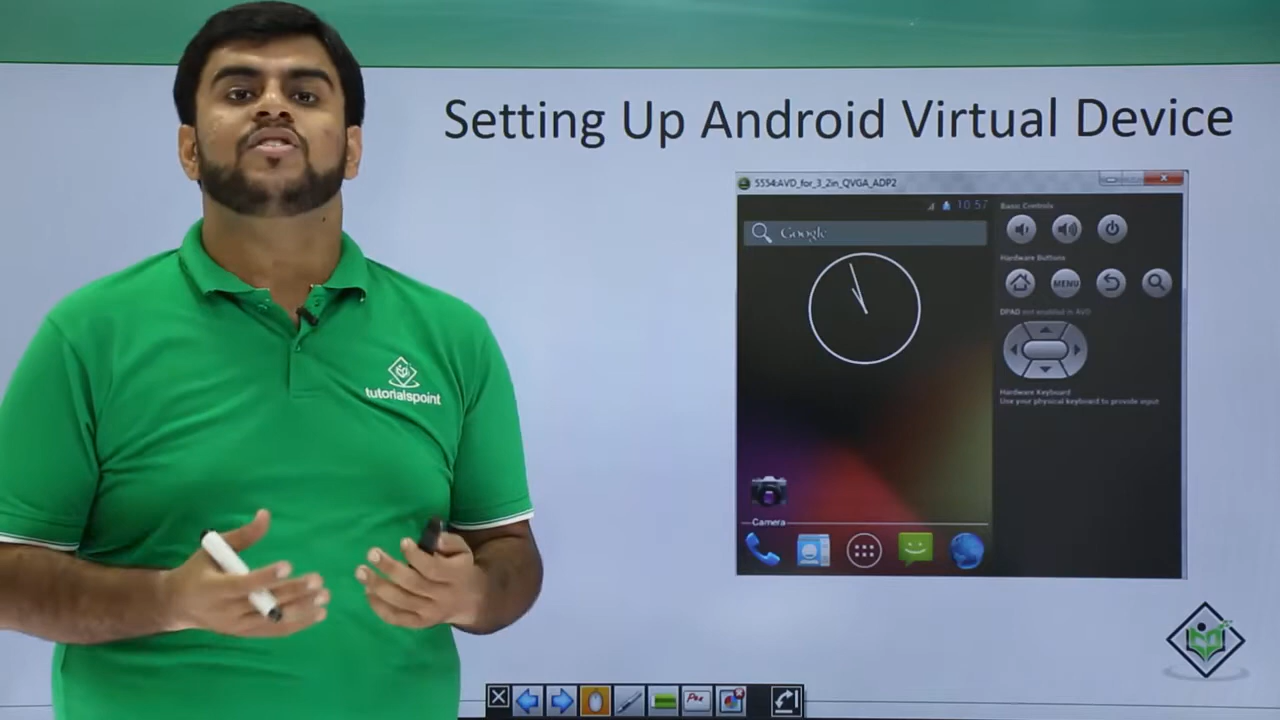 Setting Up Android Virtual Device
5554:AVD_for_3_2in_QVGA_ADP2
10:57
Google
Basic Controls
Hardware Buttons
MENU
DPAD not enabled in AVD
Hardware Keyboard
Use your physical keyboard to provide input
Camera
tutorialspoint